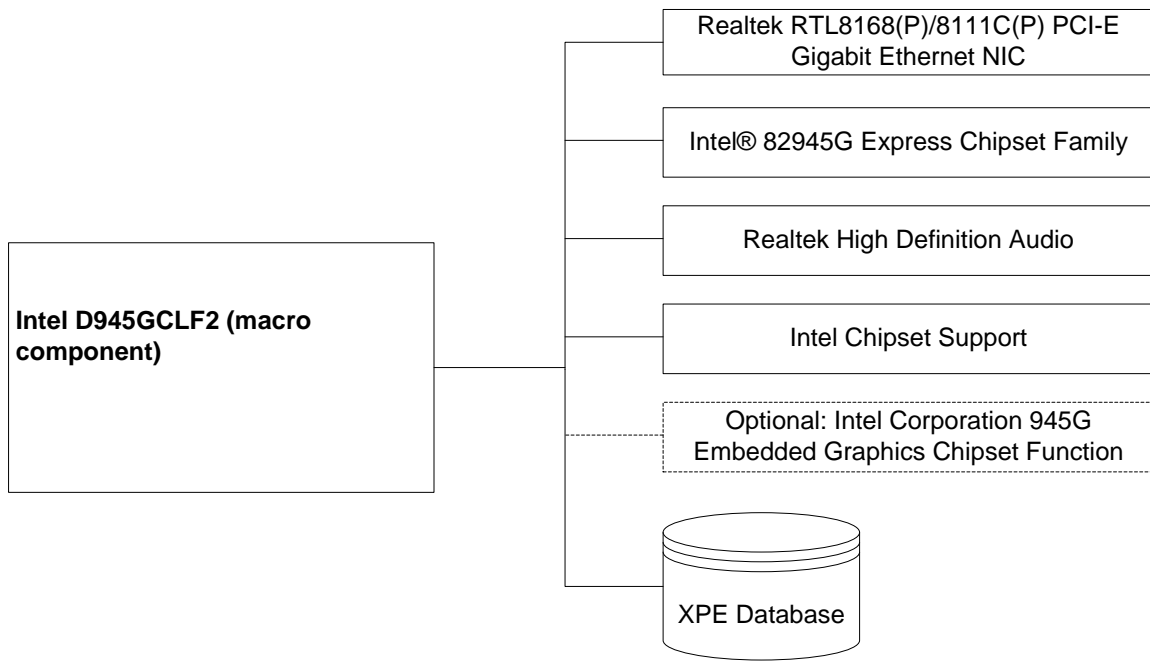 Realtek RTL8168(P)/8111C(P) PCI-E
Gigabit Ethernet NIC
Intel® 82945G Express Chipset Family
Realtek High Definition Audio
Intel D945GCLF2 (macro
component)
Intel Chipset Support
Optional: Intel Corporation 945G
Embedded Graphics Chipset Function
XPE Database